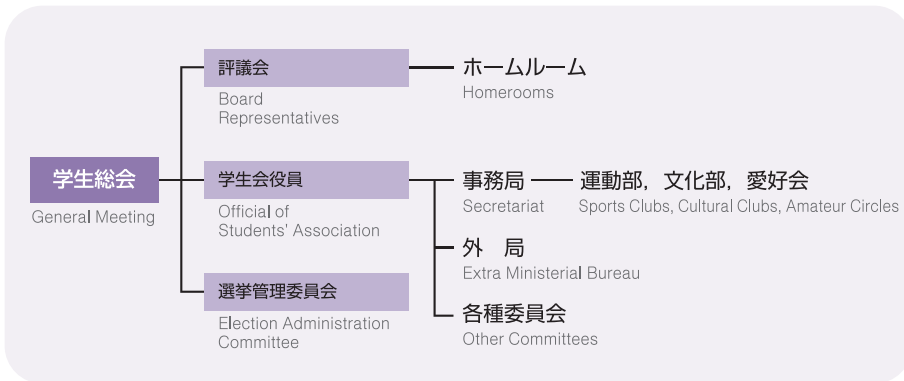 学生総会
General Meeting
評議会
Board
Representatives
ホームルーム
Homerooms
学生会役員
Official of
Students' Association
事務局
Secretariat
運動部，文化部，愛好会
Sports Clubs, Cultural Clubs, Amateur Circles
外　局
Extra Ministerial Bureau
各種委員会
Other Committees
選挙管理委員会
Election Administration
Committee